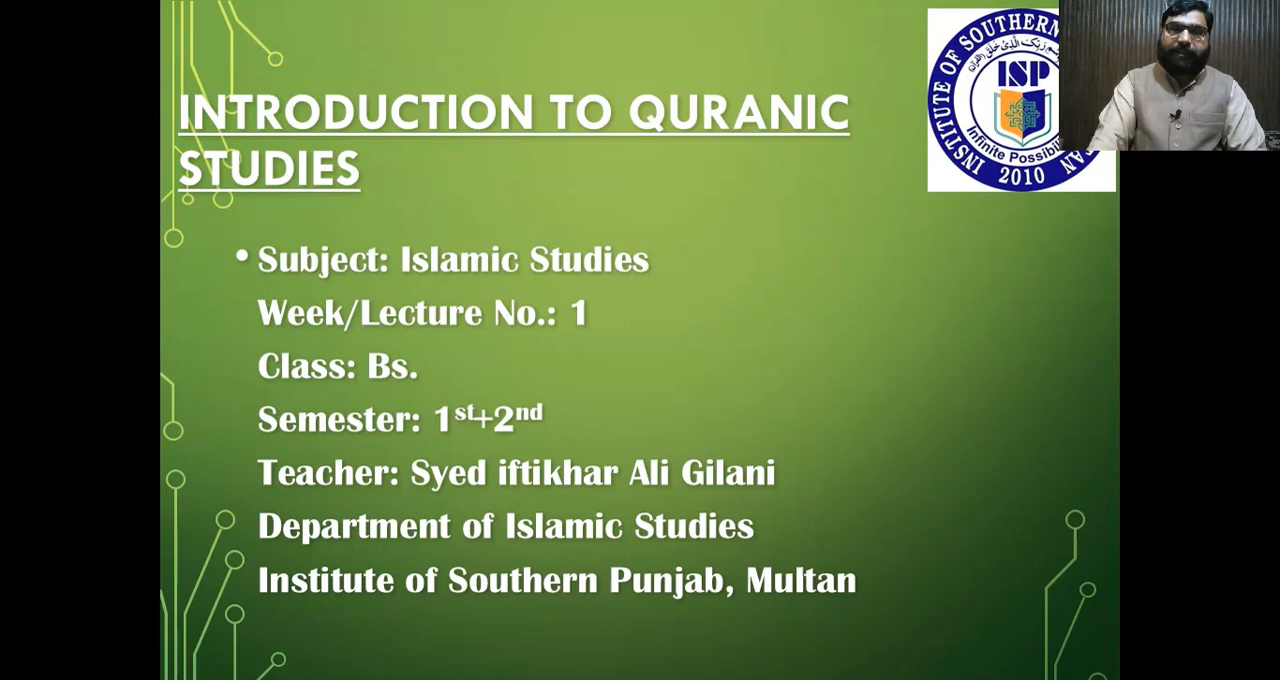 INTRODUCTION TO QURANIC
STUDIES
• Subject: Islamic Studies
Week/Lecture No.: 1
Class: Bs.
Semester: 1st+2nd
Teacher: Syed iftikhar Ali Gilani
Department of Islamic Studies
Institute of Southern Punjab, Multan
INSTITUTE OF SOUTHERN
ISP
Infinite
2010